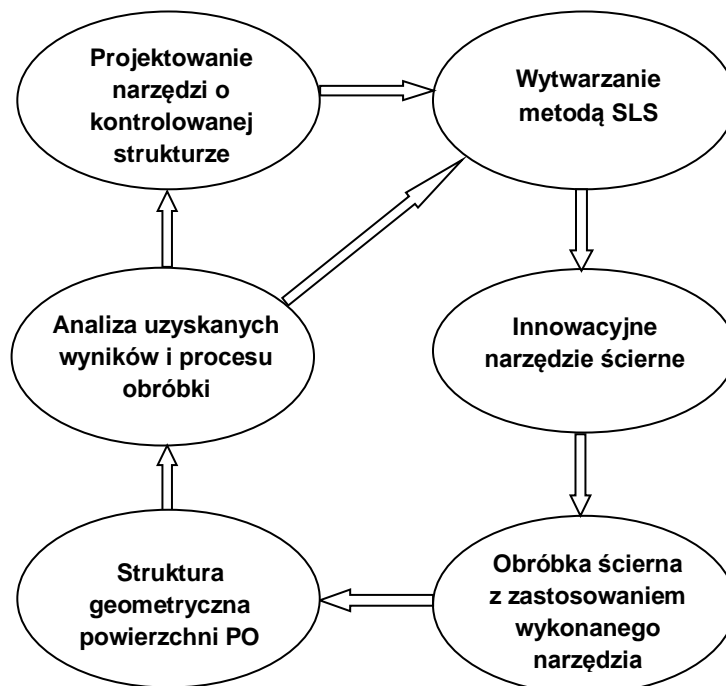 Projektowanie
narzędzi o
kontrolowanej
strukturze
Wytwarzanie
metodą SLS
Analiza uzyskanych
wyników i procesu
obróbki
Innowacyjne
narzędzie ścierne
Struktura
geometryczna
powierzchni PO
Obróbka ścierna
z zastosowaniem
wykonanego
narzędzia